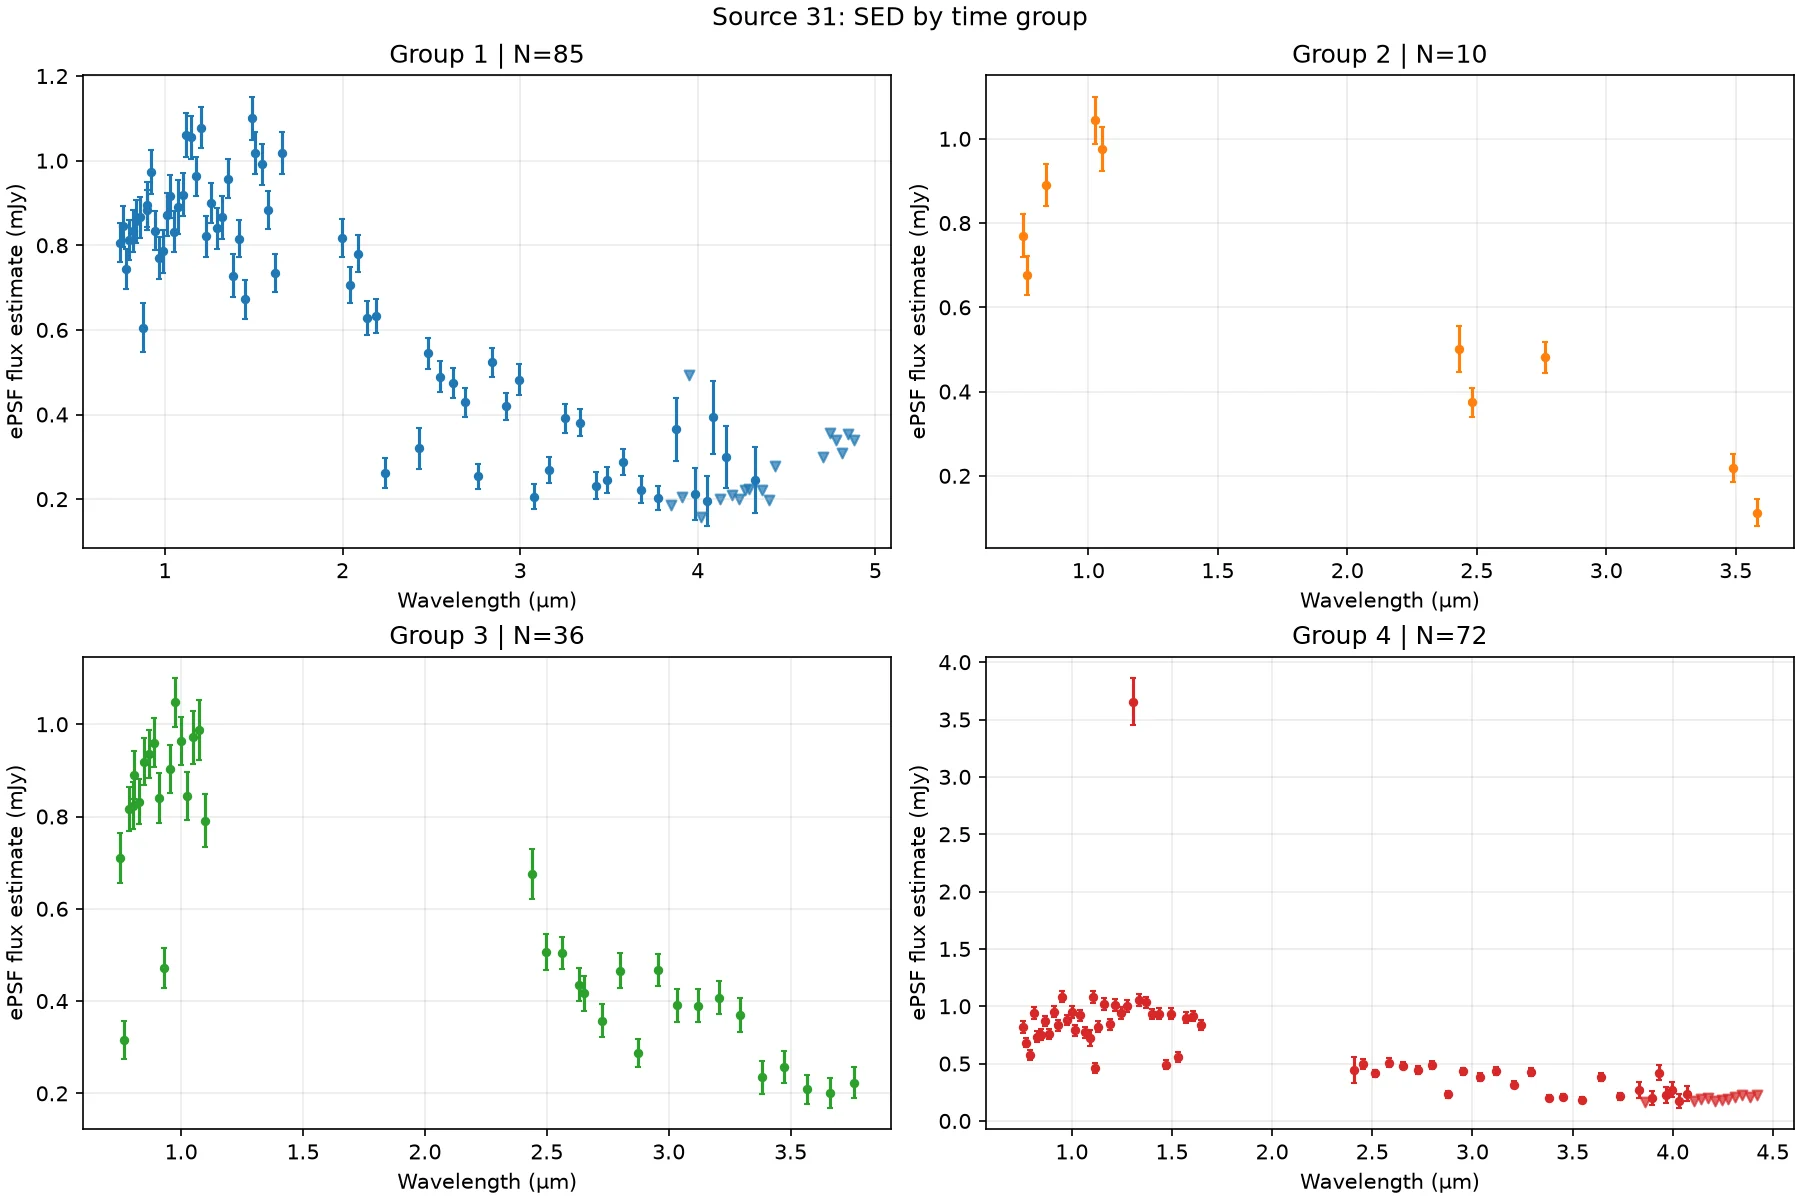 Source 31: SED by time group
Group 1 | N=85
ePSF flux estimate (mJy)
1.2
1.0
0.8
0.6
0.4
0.2
1 2 3 4 5
Wavelength (μm)
Group 2 | N=10
ePSF flux estimate (mJy)
1.0
0.8
0.6
0.4
0.2
1.0 1.5 2.0 2.5 3.0 3.5
Wavelength (μm)
Group 3 | N=36
ePSF flux estimate (mJy)
1.0
0.8
0.6
0.4
0.2
1.0 1.5 2.0 2.5 3.0 3.5
Wavelength (μm)
Group 4 | N=72
ePSF flux estimate (mJy)
4.0
3.5
3.0
2.5
2.0
1.5
1.0
0.5
0.0
1.0 1.5 2.0 2.5 3.0 3.5 4.0 4.5
Wavelength (μm)